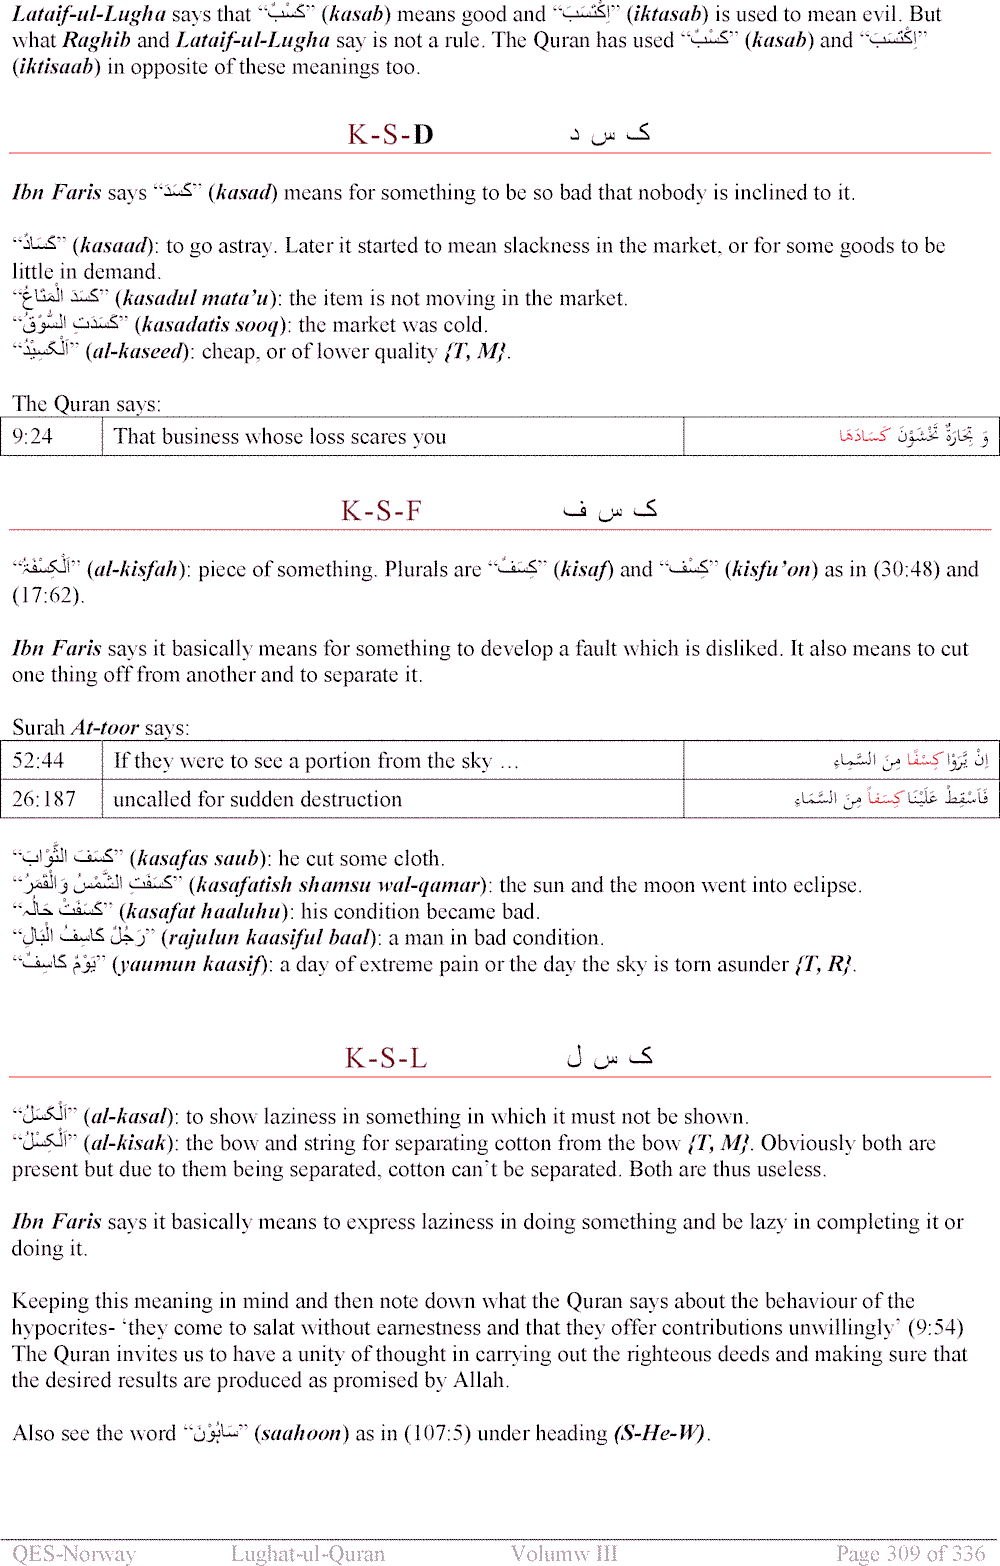 Lataif-ul-Lugha says that “کَسْبٌ” (kasab) means good and “اِکْتَسَبَ” (iktasab) is used to mean evil. But
what Raghib and Lataif-ul-Lugha say is not a rule. The Quran has used “کَسْبٌ” (kasab) and “اِکْتَسَبَ”
(iktisaab) in opposite of these meanings too.
K-S-D ک س د
Ibn Faris says “کَسَدَ” (kasad) means for something to be so bad that nobody is inclined to it.
“کَسَادٌ” (kasaad): to go astray. Later it started to mean slackness in the market, or for some goods to be
little in demand.
“کَسَدَ الْمَتَاعُ” (kasadul mata’u): the item is not moving in the market.
“کَسَدَتِ السُّوْقُ” (kasadatis sooq): the market was cold.
“اَلْکَسِیْدُ” (al-kaseed): cheap, or of lower quality {T, M}.
The Quran says:
9:24 That business whose loss scares you وَ تِجَارَةٌ تَخْشَوْنَ كَسَادَهَا
K-S-F ک س ف
“اَلْکِسْفَۃُ” (al-kisfah): piece of something. Plurals are “کِسَفٌ” (kisaf) and “کِسْف” (kisfu’on) as in (30:48) and
(17:62).
Ibn Faris says it basically means for something to develop a fault which is disliked. It also means to cut
one thing off from another and to separate it.
Surah At-toor says:
52:44 If they were to see a portion from the sky … اِنْ يَّرَوْا كِسْفًا مِنَ السَّمَاءِ
26:187 uncalled for sudden destruction فَاَسْقِطْ عَلَيْنَا كِسَفاً مِنَ السَّمَاءِ
“کَسَفَ الثَّوْابَ” (kasafas saub): he cut some cloth.
“کَسَفَتِ الشَّمْسُ وَالْقَمَرُ” (kasafatish shamsu wal-qamar): the sun and the moon went into eclipse.
“کَسَفَتْ حَالُہ” (kasafat haaluhu): his condition became bad.
“رَجُلٌ کَاسِفُ الْبَالِ” (rajulun kaasiful baal): a man in bad condition.
“یَوْمٌ کَاسِفٌ” (yaumun kaasif): a day of extreme pain or the day the sky is torn asunder {T, R}.
K-S-L ک س ل
“اَلْکَسَلُ” (al-kasal): to show laziness in something in which it must not be shown.
“اَلْکِسْلُ” (al-kisak): the bow and string for separating cotton from the bow {T, M}. Obviously both are
present but due to them being separated, cotton can’t be separated. Both are thus useless.
Ibn Faris says it basically means to express laziness in doing something and be lazy in completing it or
doing it.
Keeping this meaning in mind and then note down what the Quran says about the behaviour of the
hypocrites- ‘they come to salat without earnestness and that they offer contributions unwillingly’ (9:54)
The Quran invites us to have a unity of thought in carrying out the righteous deeds and making sure that
the desired results are produced as promised by Allah.
Also see the word “سَاہُوْنَ” (saahoon) as in (107:5) under heading (S-He-W).
QES-Norway Lughat-ul-Quran Volumw III Page 309 of 336